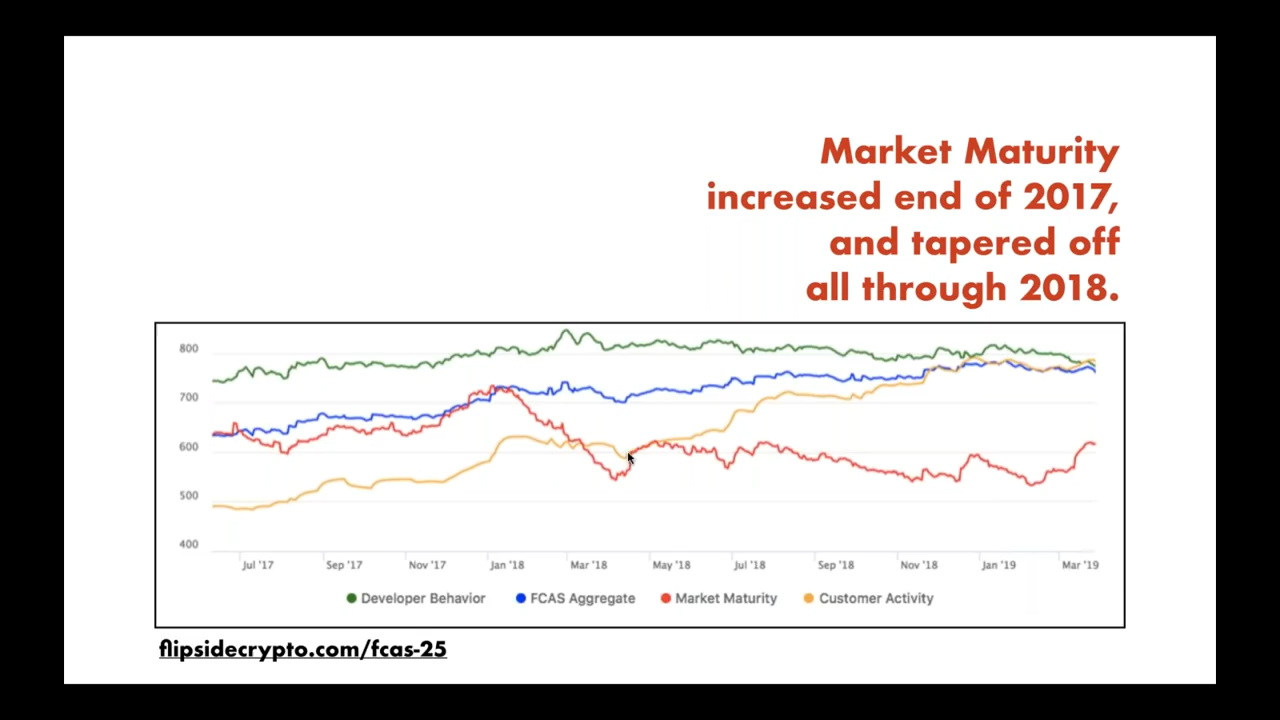 Market Maturity
increased end of 2017,
and tapered off
all through 2018.
800
700
600
500
400
Jul '17 Sep '17 Nov '17 Jan '18 Mar '18 May '18 Jul '18 Sep '18 Nov '18 Jan '19 Mar '19
Developer Behavior FCAS Aggregate Market Maturity Customer Activity
flipsidecrypto.com/fcas-25